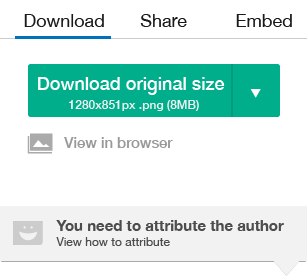 Download Share Embed
Download original size
1280x851px .png (8MB)
View in browser
You need to attribute the author
View how to attribute